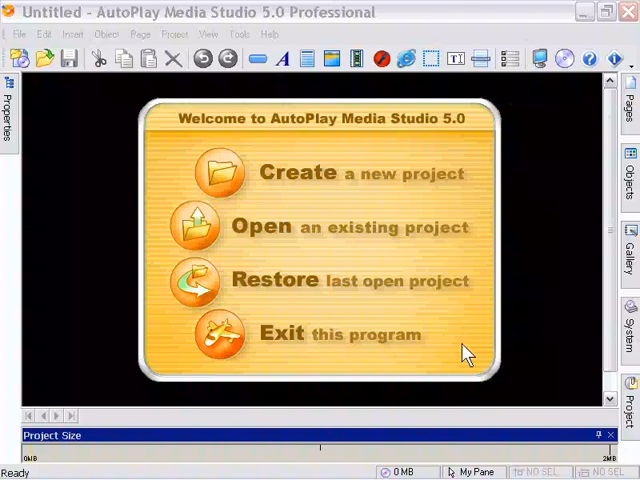 Untitled - AutoPlay Media Studio 5.0 Professional
File Edit Insert Object Page Project View Tools Help
Properties
Welcome to AutoPlay Media Studio 5.0
Create a new project
Open an existing project
Restore last open project
Exit this program
Pages
Objects
Gallery
System
Project
Project Size
0MB 2MB
Ready 0 MB My Pane NO SEL NO SEL